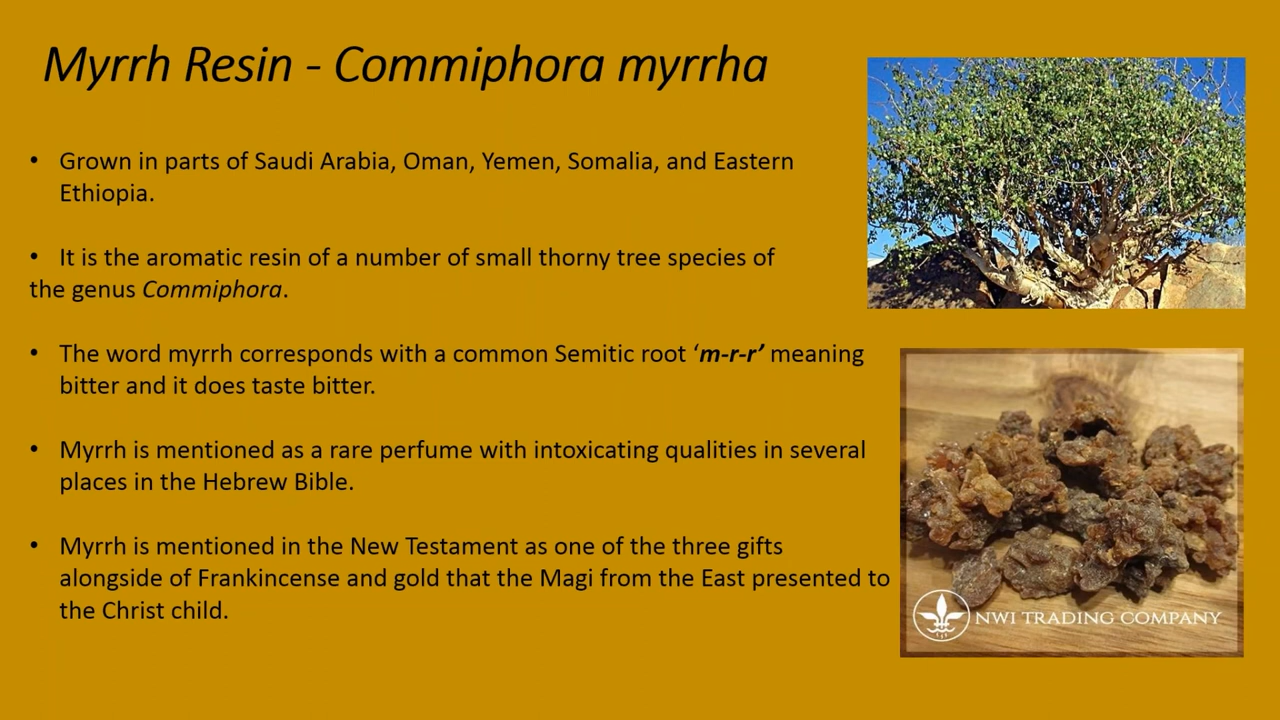 Myrrh Resin - Commiphora myrrha
• Grown in parts of Saudi Arabia, Oman, Yemen, Somalia, and Eastern
Ethiopia.
• It is the aromatic resin of a number of small thorny tree species of
the genus Commiphora.
• The word myrrh corresponds with a common Semitic root ‘m-r-r’ meaning
bitter and it does taste bitter.
• Myrrh is mentioned as a rare perfume with intoxicating qualities in several
places in the Hebrew Bible.
• Myrrh is mentioned in the New Testament as one of the three gifts
alongside of Frankincense and gold that the Magi from the East presented to
the Christ child.
NWI TRADING COMPANY